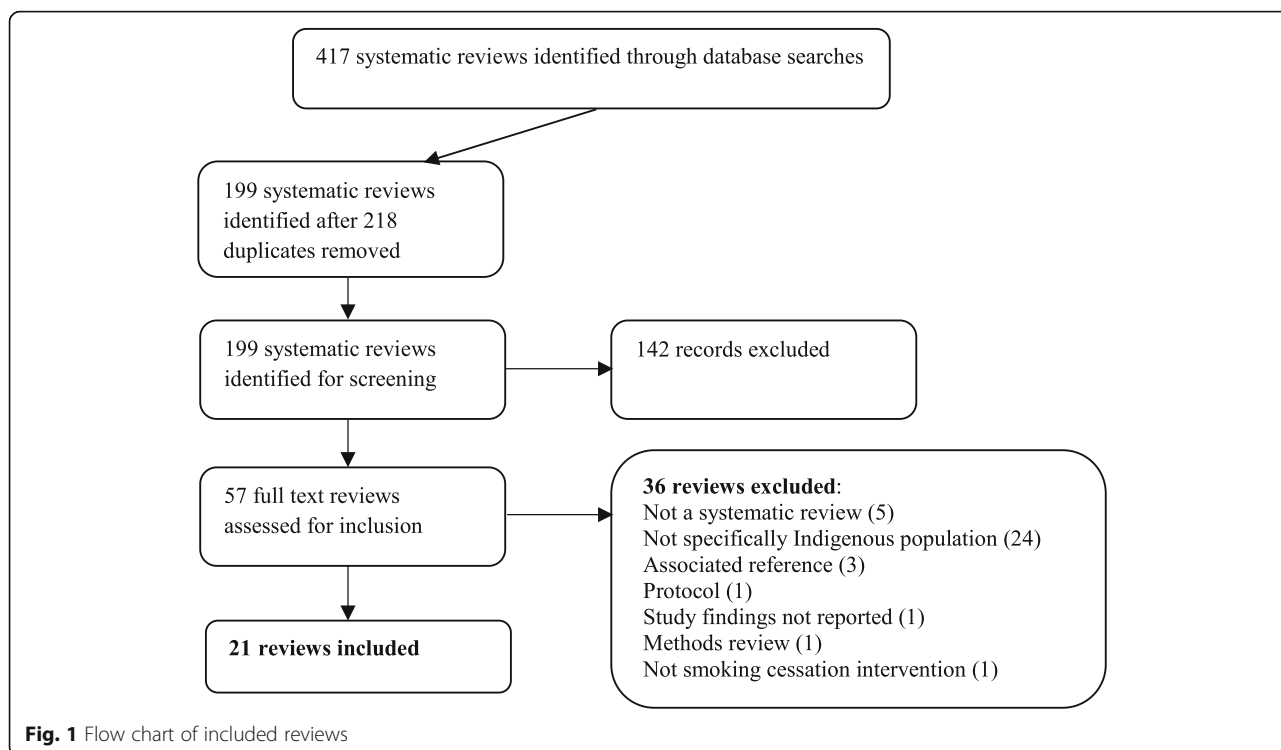 417 systematic reviews identified through database searches
199 systematic reviews
identified after 218
duplicates removed
199 systematic reviews
identified for screening
142 records excluded
57 full text reviews
assessed for inclusion
36 reviews excluded:
Not a systematic review (5)
Not specifically Indigenous population (24)
Associated reference (3)
Protocol (1)
Study findings not reported (1)
Methods review (1)
Not smoking cessation intervention (1)
21 reviews included
Fig. 1 Flow chart of included reviews